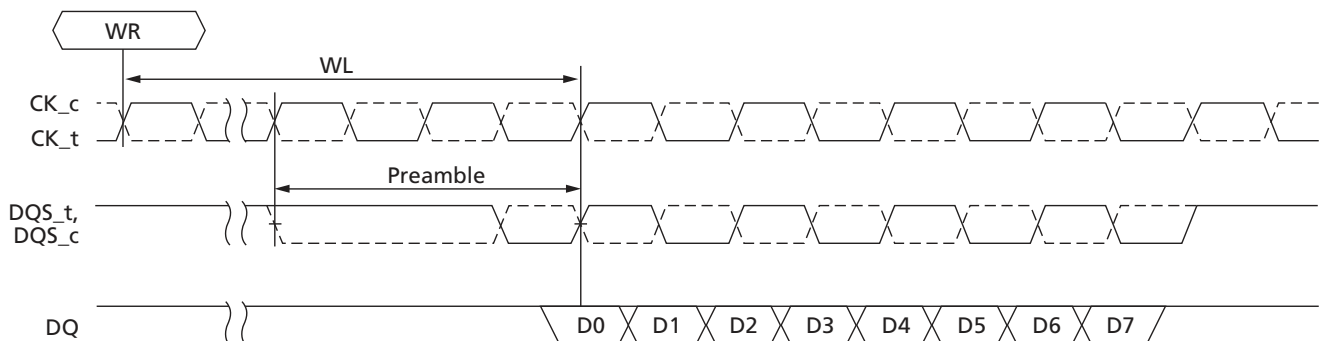 WR
WL
CK_c
CK_t
Preamble
DQS_t,
DQS_c
DQ
D0 D1 D2 D3 D4 D5 D6 D7